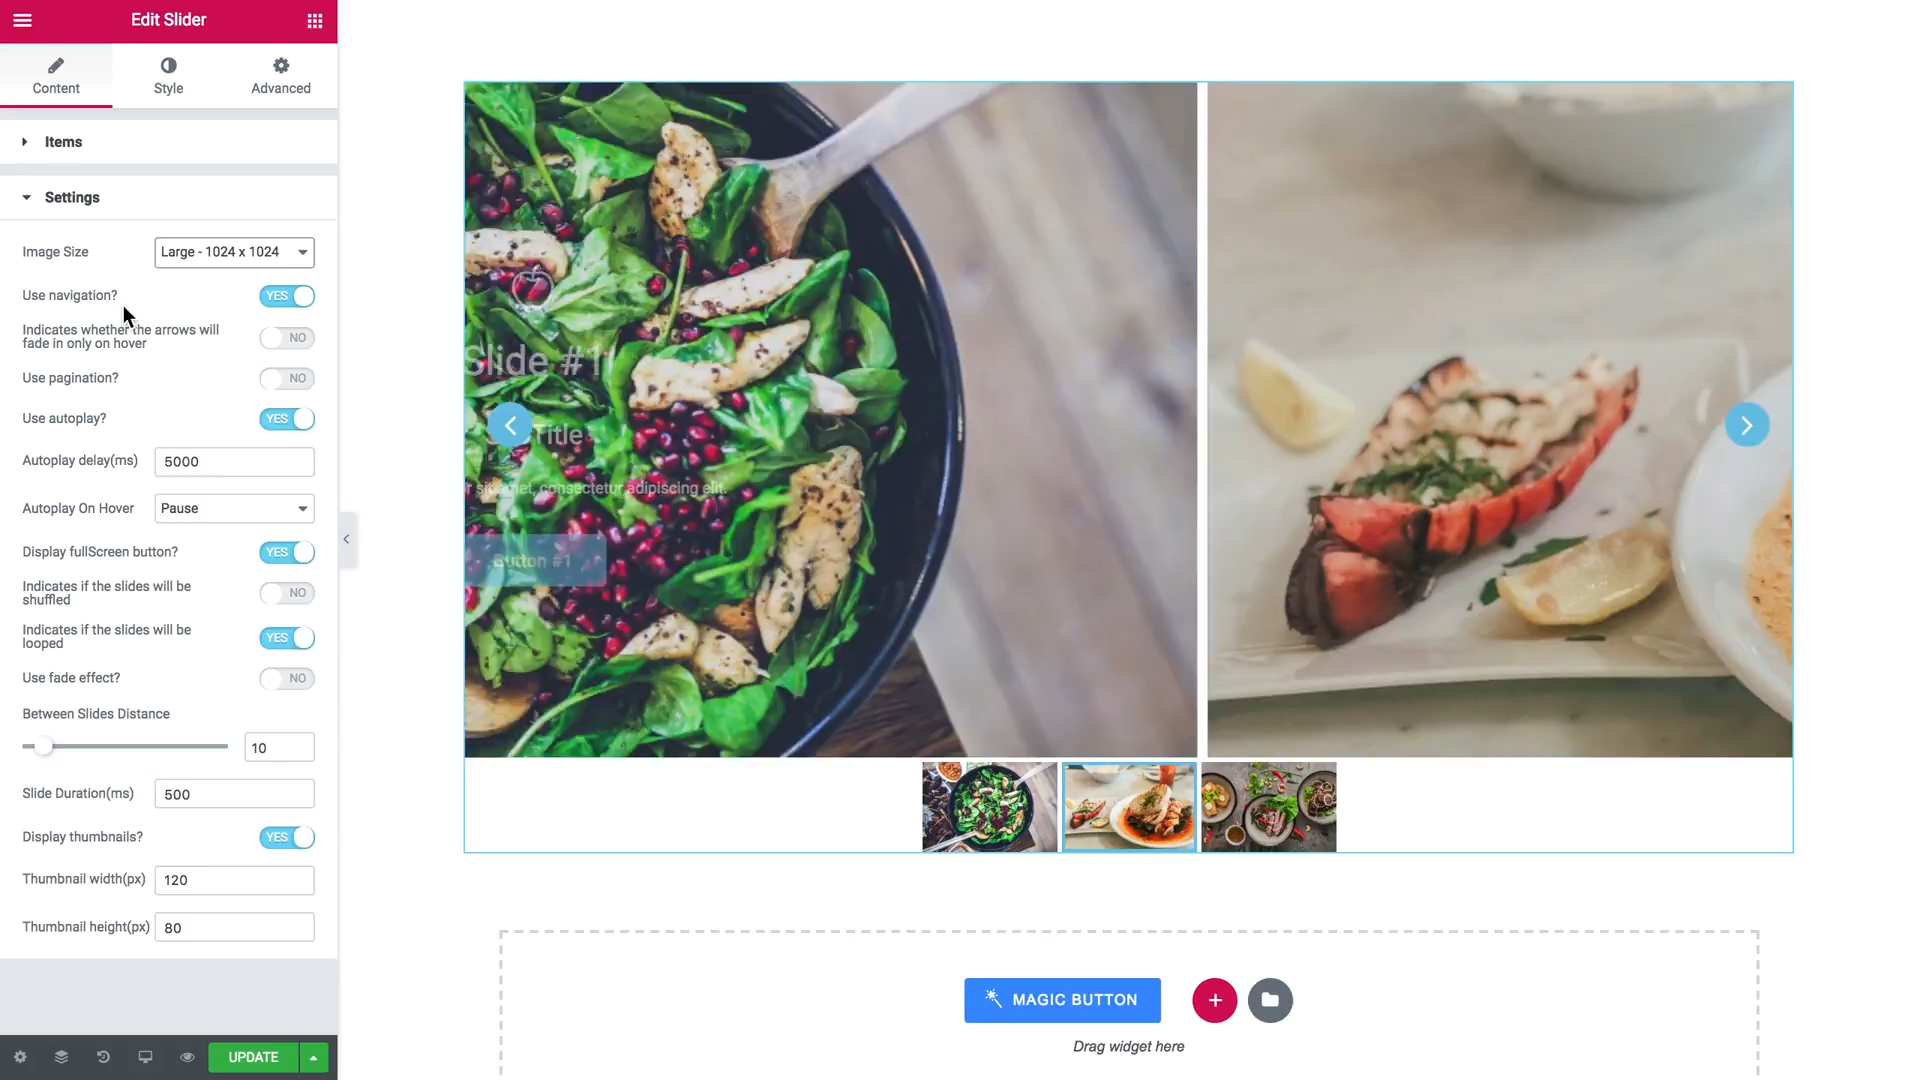 Edit Slider
Content
Style
Advanced
Items
Settings
Image Size
Large - 1024 x 1024
Use navigation?
YES
Indicates whether the arrows will
fade in only on hover
NO
Use pagination?
NO
Use autoplay?
YES
Autoplay delay(ms)
5000
Autoplay On Hover
Pause
Display fullScreen button?
YES
Indicates if the slides will be
shuffled
NO
Indicates if the slides will be
looped
YES
Use fade effect?
NO
Between Slides Distance
10
Slide Duration(ms)
500
Display thumbnails?
YES
Thumbnail width(px)
120
Thumbnail height(px)
80
UPDATE
Slide #1
Title
consectetur adipiscing elit.
Button #1
MAGIC BUTTON
Drag widget here